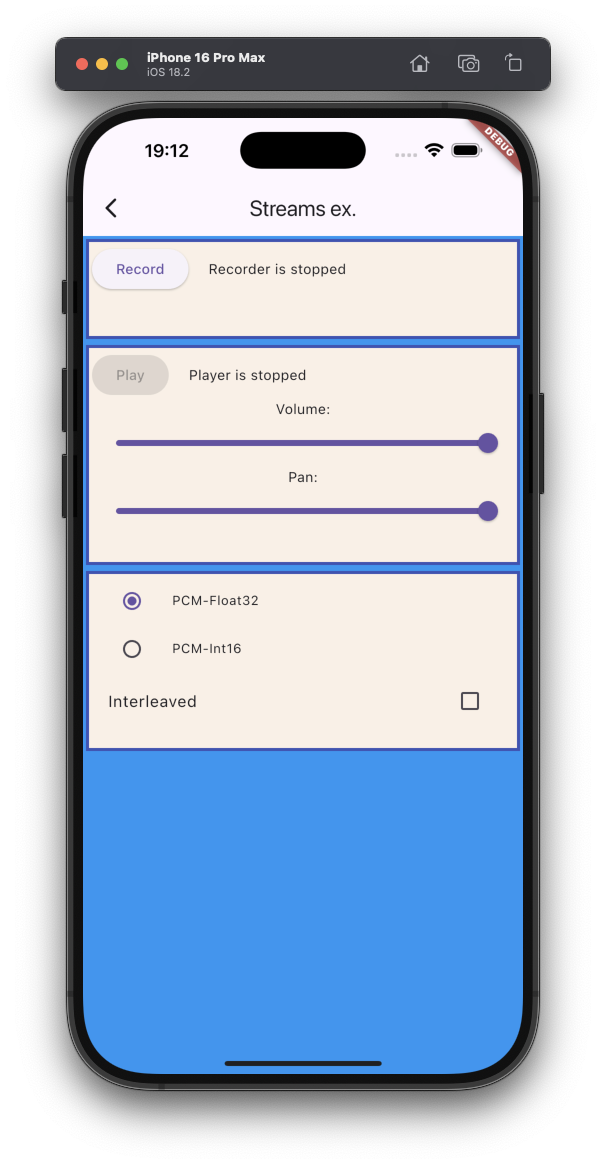 iPhone 16 Pro Max
iOS 18.2
19:12
DEBUG
Streams ex.
Record Recorder is stopped
Play Player is stopped
Volume:
Pan:
PCM-Float32
PCM-Int16
Interleaved